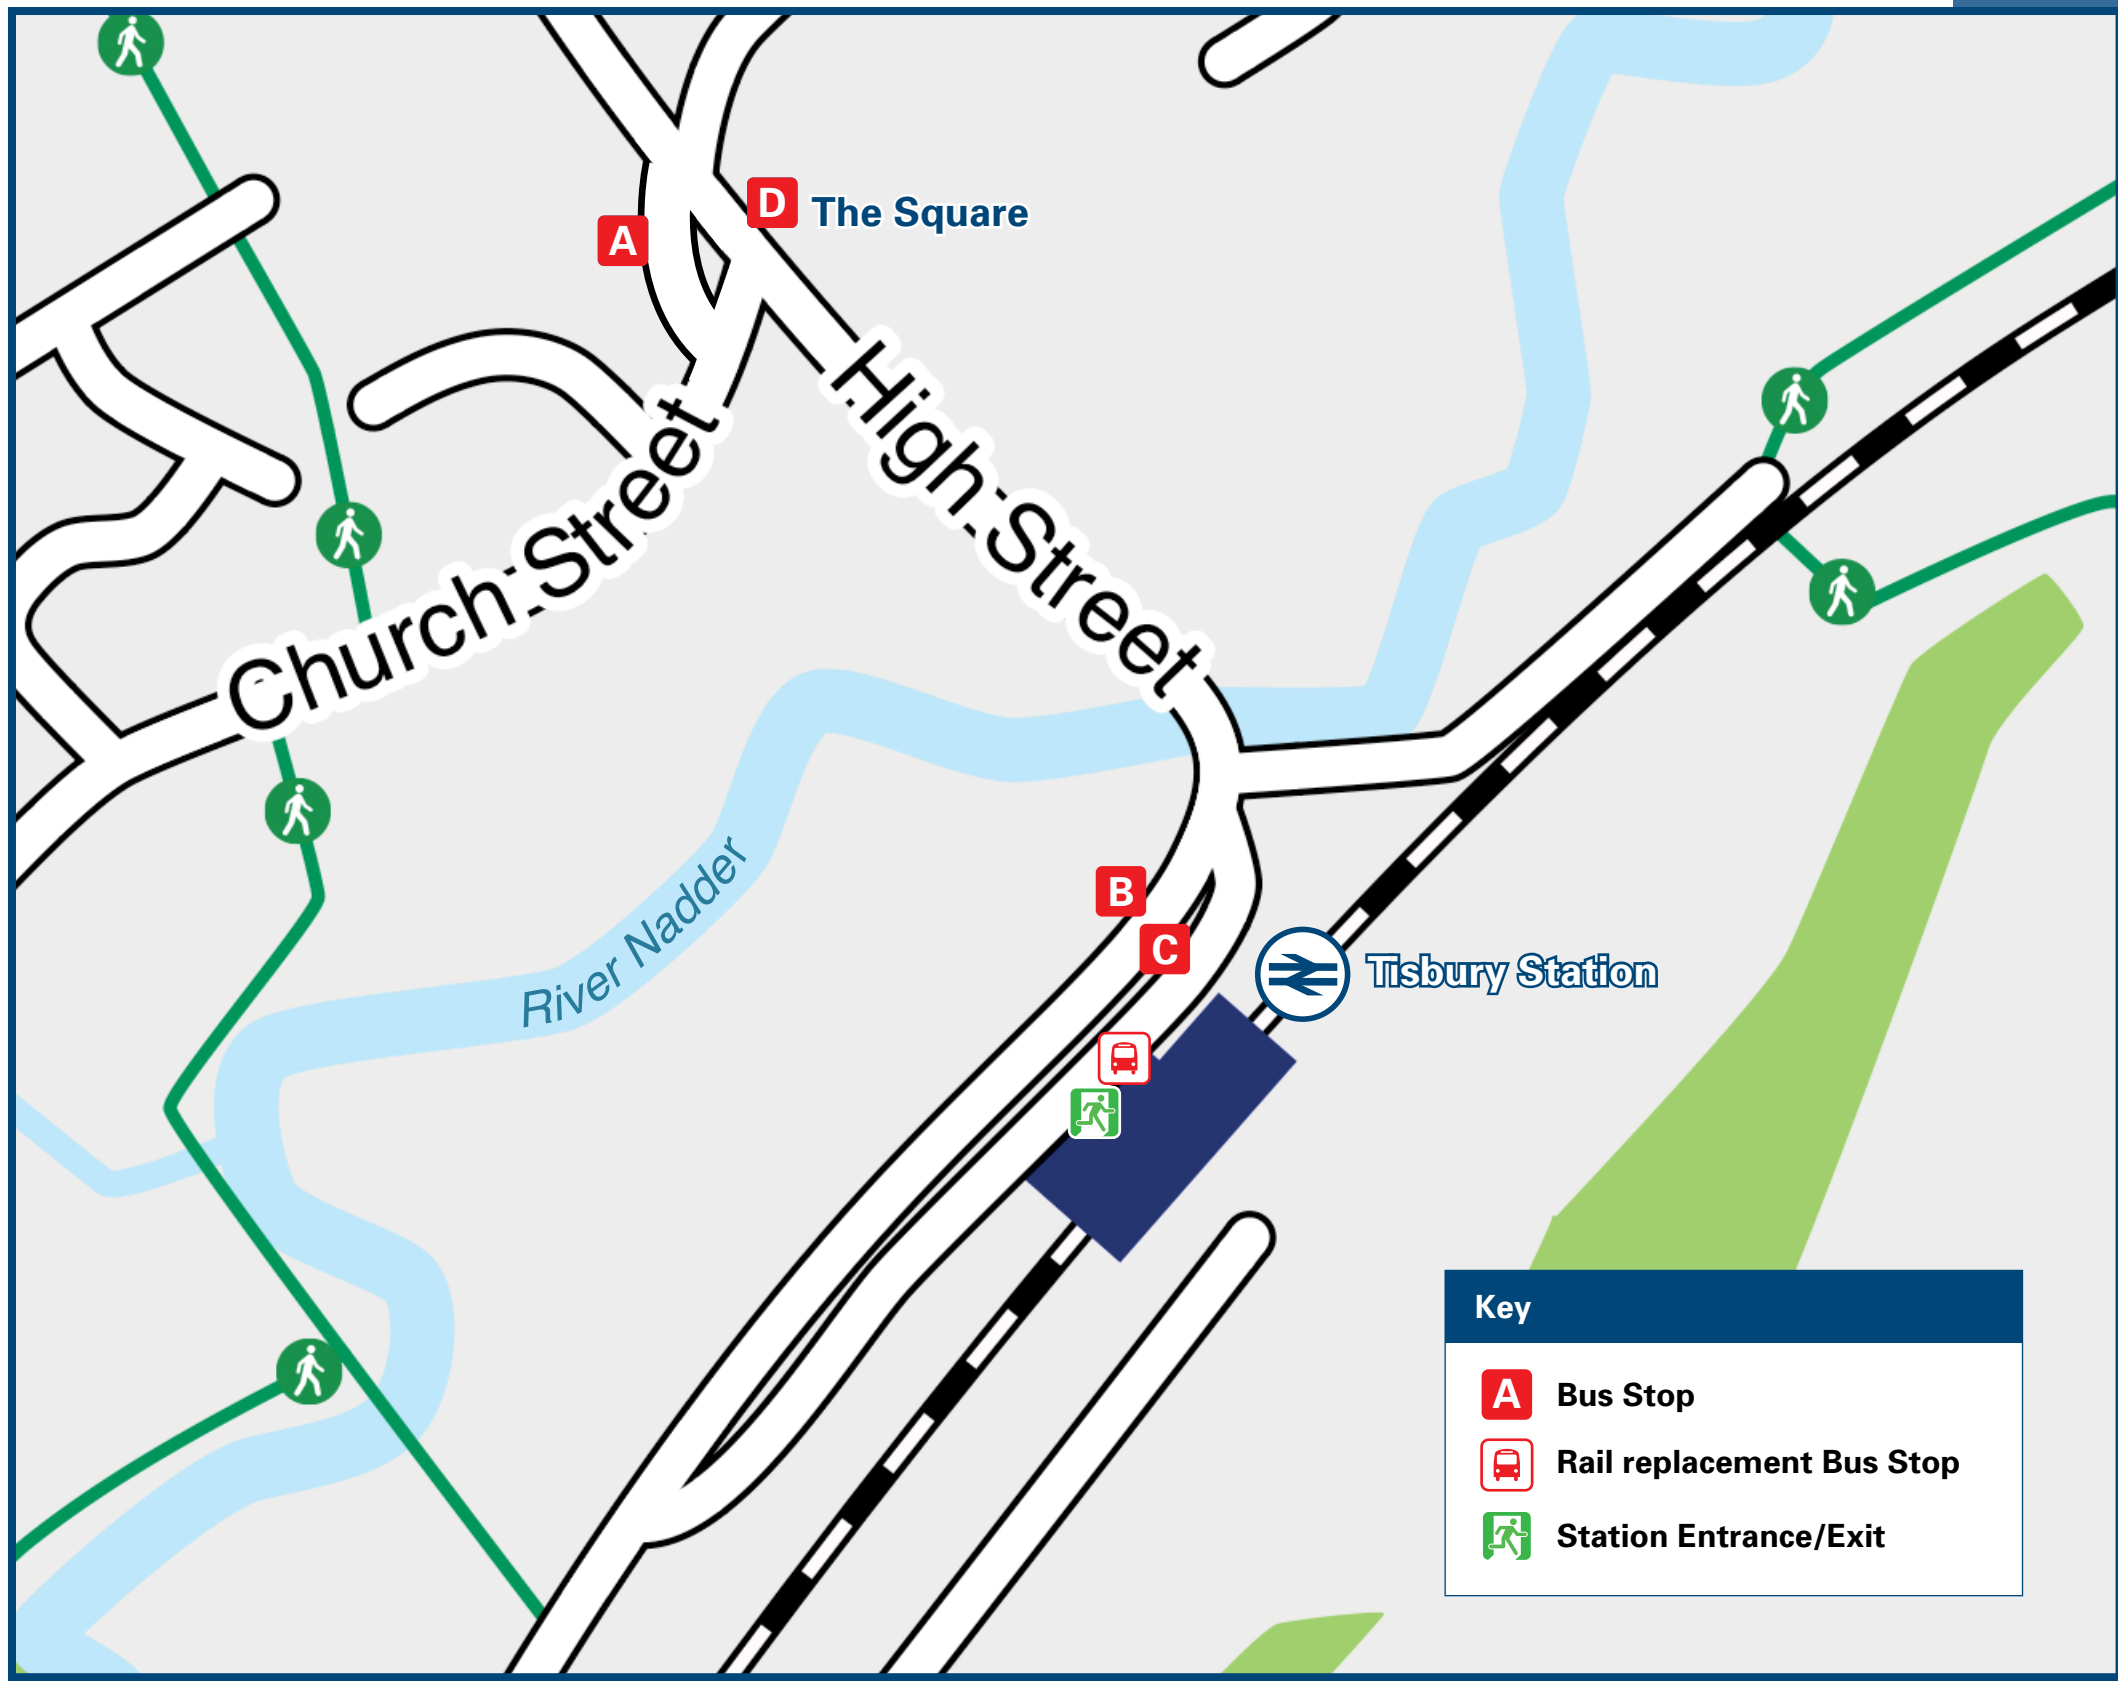 D
The Square
A
High Street
Church Street
River Nadder
B
C
Tisbury Station
Key
A Bus Stop
Rail replacement Bus Stop
Station Entrance/Exit